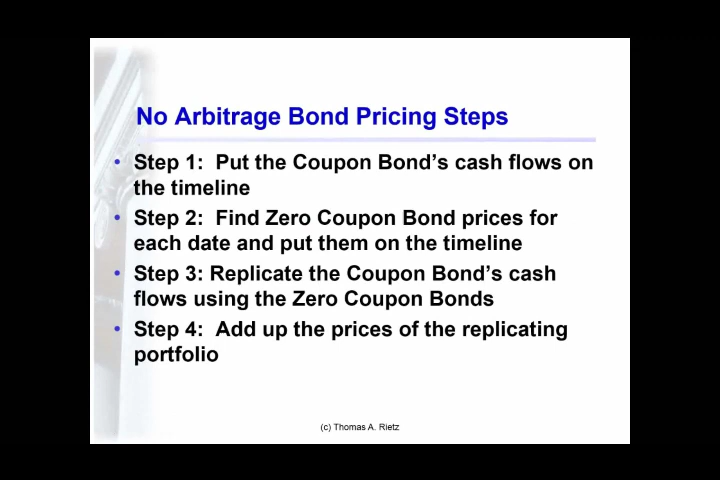 No Arbitrage Bond Pricing Steps
• Step 1:  Put the Coupon Bond's cash flows on
the timeline
• Step 2:  Find Zero Coupon Bond prices for
each date and put them on the timeline
• Step 3: Replicate the Coupon Bond's cash
flows using the Zero Coupon Bonds
• Step 4:  Add up the prices of the replicating
portfolio
(c) Thomas A. Rietz